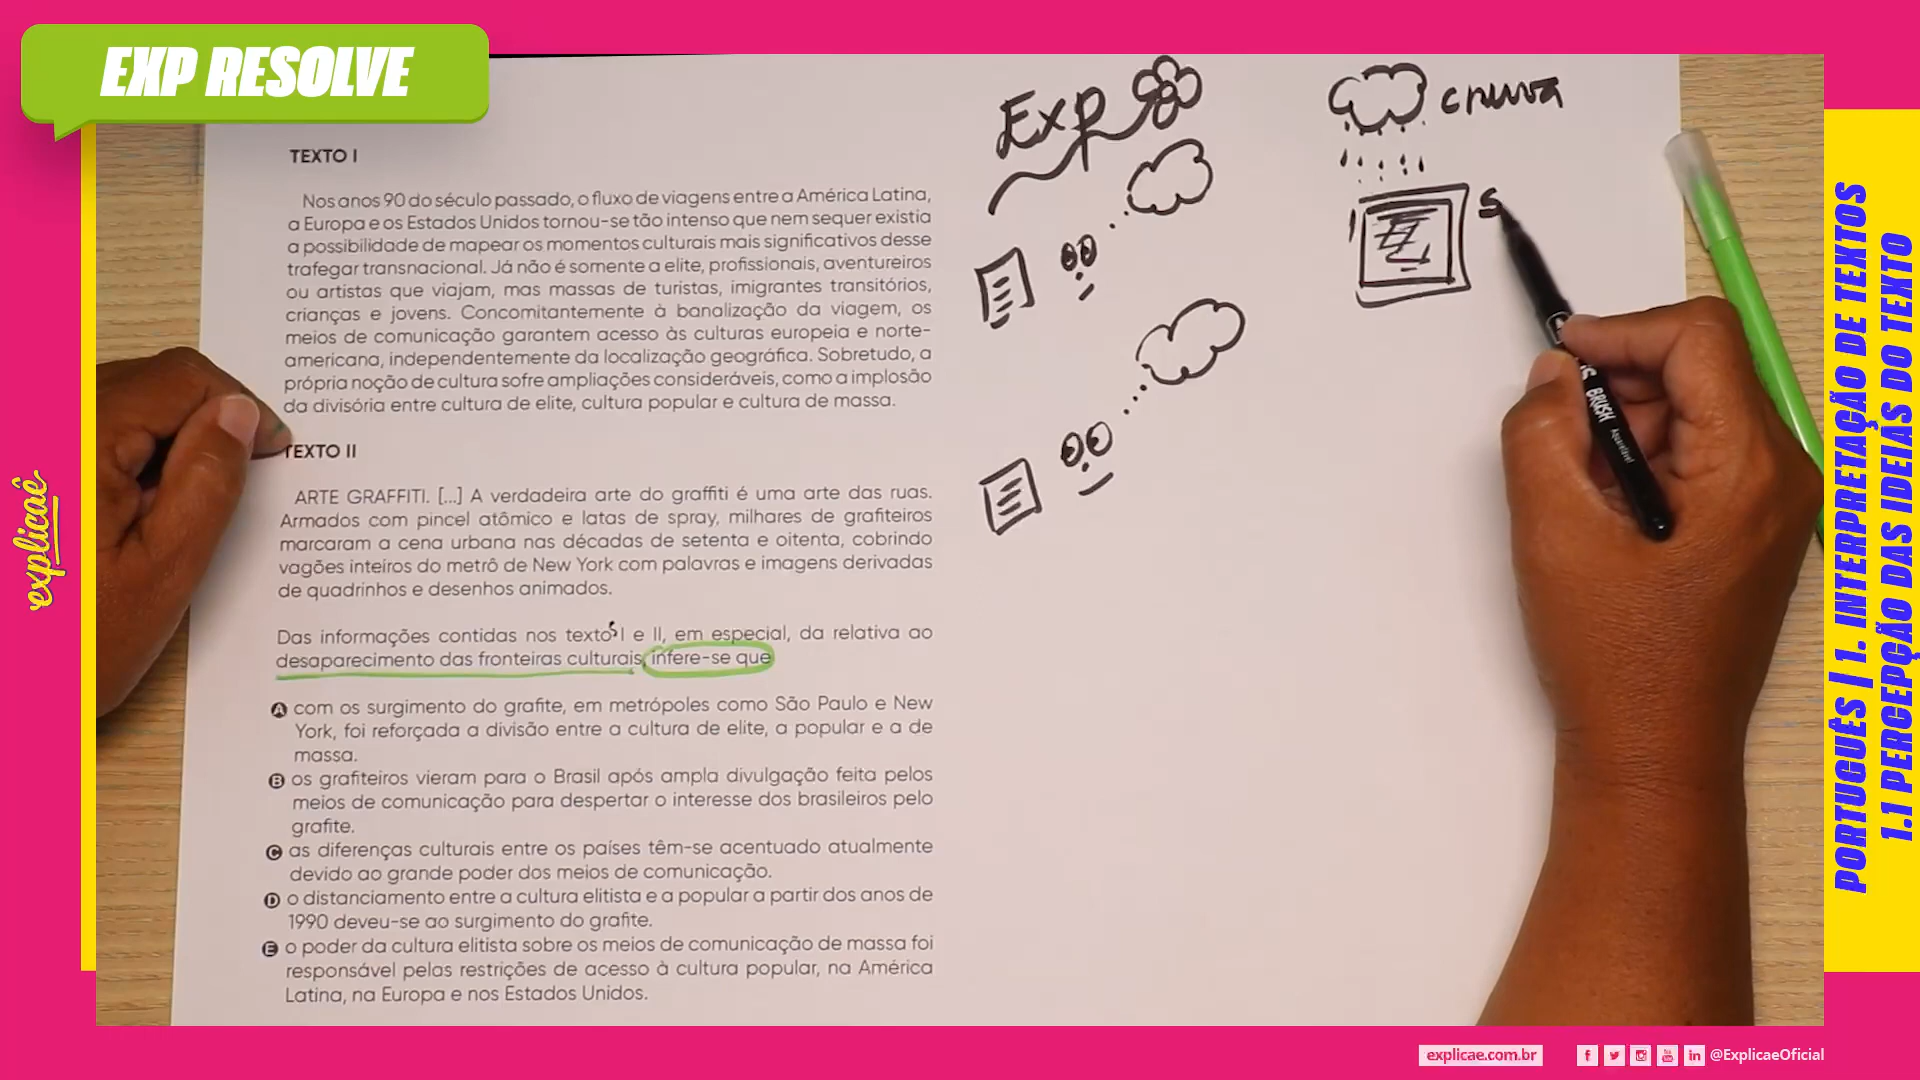 EXP RESOLVE
TEXTO I
Nos anos 90 do século passado, o fluxo de viagens entre a América Latina,
a Europa e os Estados Unidos tornou-se tão intenso que nem sequer existia
a possibilidade de mapear os momentos culturais mais significativos desse
trafegar transnacional. Já não é somente a elite, profissionais, aventureiros
ou artistas que viajam, mas massas de turistas, imigrantes transitórios,
crianças e jovens. Concomitantemente à banalização da viagem, os
meios de comunicação garantem acesso às culturas europeia e norte-
americana, independentemente da localização geográfica. Sobretudo, a
própria noção de cultura sofre ampliações consideráveis, como a implosão
da divisória entre cultura de elite, cultura popular e cultura de massa.
TEXTO II
ARTE GRAFFITI. [...] A verdadeira arte do graffiti é uma arte das ruas.
Armados com pincel atômico e latas de spray, milhares de grafiteiros
marcaram a cena urbana nas décadas de setenta e oitenta, cobrindo
vagões inteiros do metrô de New York com palavras e imagens derivadas
de quadrinhos e desenhos animados.
Das informações contidas nos textos I e II, em especial, da relativa ao
desaparecimento das fronteiras culturais, infere-se que
A com os surgimento do grafite, em metrópoles como São Paulo e New
York, foi reforçada a divisão entre a cultura de elite, a popular e a de
massa.
B os grafiteiros vieram para o Brasil após ampla divulgação feita pelos
meios de comunicação para despertar o interesse dos brasileiros pelo
grafite.
C as diferenças culturais entre os países têm-se acentuado atualmente
devido ao grande poder dos meios de comunicação.
D o distanciamento entre a cultura elitista e a popular a partir dos anos de
1990 deveu-se ao surgimento do grafite.
E o poder da cultura elitista sobre os meios de comunicação de massa foi
responsável pelas restrições de acesso à cultura popular, na América
Latina, na Europa e nos Estados Unidos.
Exp
chuva
S
BRUSH
Aquarelável
explicaê
PORTUGUÊS | 1. INTERPRETAÇÃO DE TEXTOS
1.1 PERCEPÇÃO DAS IDEIAS DO TEXTO
explicae.com.br
@ExplicaeOficial